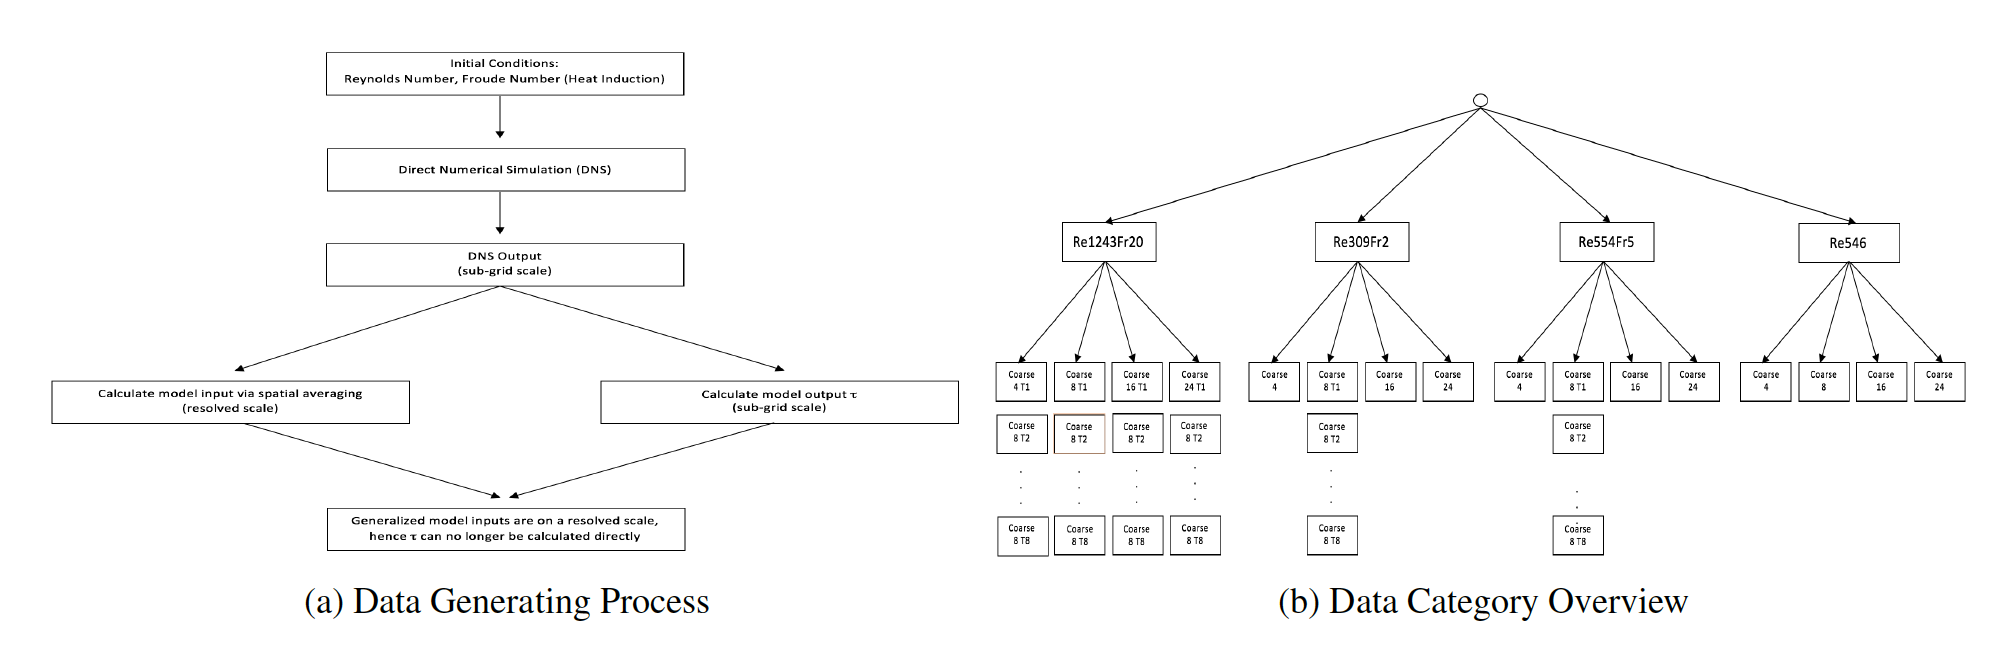 Initial Conditions:
Reynolds Number, Froude Number (Heat Induction)
Direct Numerical Simulation (DNS)
DNS Output
(sub-grid scale)
Calculate model input via spatial averaging
(resolved scale)
Calculate model output τ
(sub-grid scale)
Generalized model inputs are on a resolved scale,
hence τ can no longer be calculated directly
(a) Data Generating Process
Re1243Fr20
Re309Fr2
Re554Fr5
Re546
Coarse
4 T1
Coarse
8 T1
Coarse
16 T1
Coarse
24 T1
Coarse
4
Coarse
8 T1
Coarse
16
Coarse
24
Coarse
4
Coarse
8 T1
Coarse
16
Coarse
24
Coarse
4
Coarse
8
Coarse
16
Coarse
24
Coarse
8 T2
Coarse
8 T2
Coarse
8 T2
Coarse
8 T2
Coarse
8 T2
Coarse
8 T2
Coarse
8 T8
Coarse
8 T8
Coarse
8 T8
Coarse
8 T8
Coarse
8 T8
Coarse
8 T8
(b) Data Category Overview